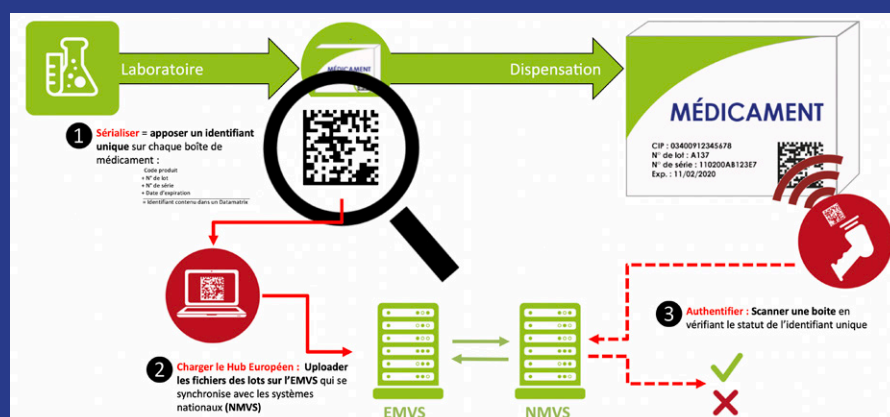 Laboratoire
MÉDICAMENT
Dispensation
MÉDICAMENT
CIP : 03400912345678
N° de lot : A137
N° de série : 110200AB123E7
Exp. : 11/02/2020
1 Sérialiser = apposer un identifiant
unique sur chaque boîte de
médicament :
Code produit
+ N° de lot
+ N° de série
+ Date d'expiration
= Identifiant contenu dans un Datamatrix
2 Charger le Hub Européen : Uploader
les fichiers des lots sur l'EMVS qui se
synchronise avec les systèmes
nationaux (NMVS)
EMVS
NMVS
3 Authentifier : Scanner une boite en
vérifiant le statut de l'identifiant unique